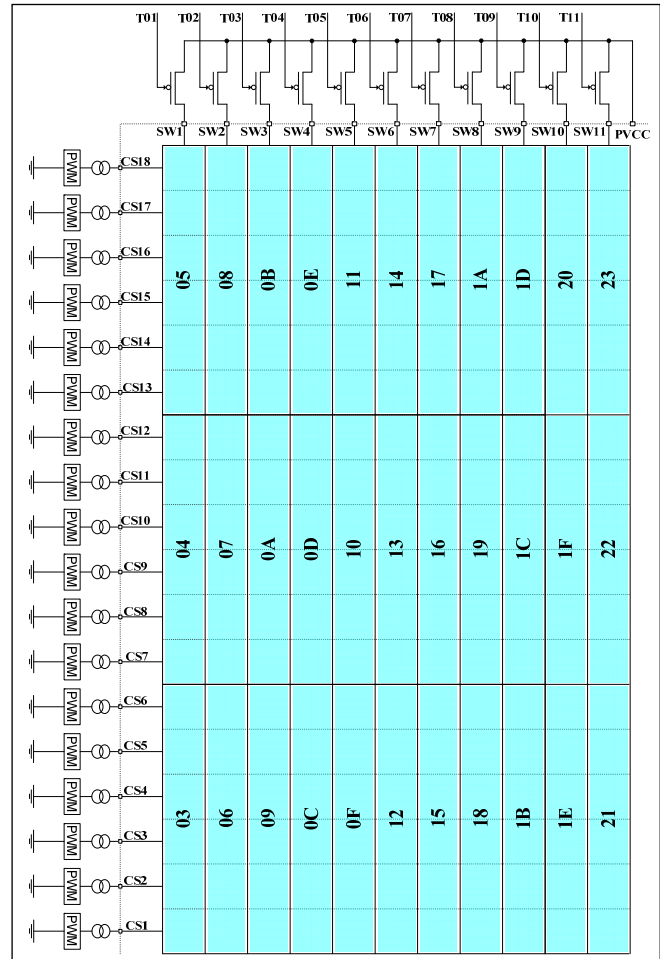 T01 T02 T03 T04 T05 T06 T07 T08 T09 T10 T11
SW1 SW2 SW3 SW4 SW5 SW6 SW7 SW8 SW9 SW10 SW11 PVCC
PWM CS18
PWM CS17
PWM CS16
PWM CS15
PWM CS14
PWM CS13
05 08 0B 0E 11 14 17 1A 1D 20 23
PWM CS12
PWM CS11
PWM CS10
PWM CS9
PWM CS8
PWM CS7
04 07 0A 0D 10 13 16 19 1C 1F 22
PWM CS6
PWM CS5
PWM CS4
PWM CS3
PWM CS2
PWM CS1
03 06 09 0C 0F 12 15 18 1B 1E 21